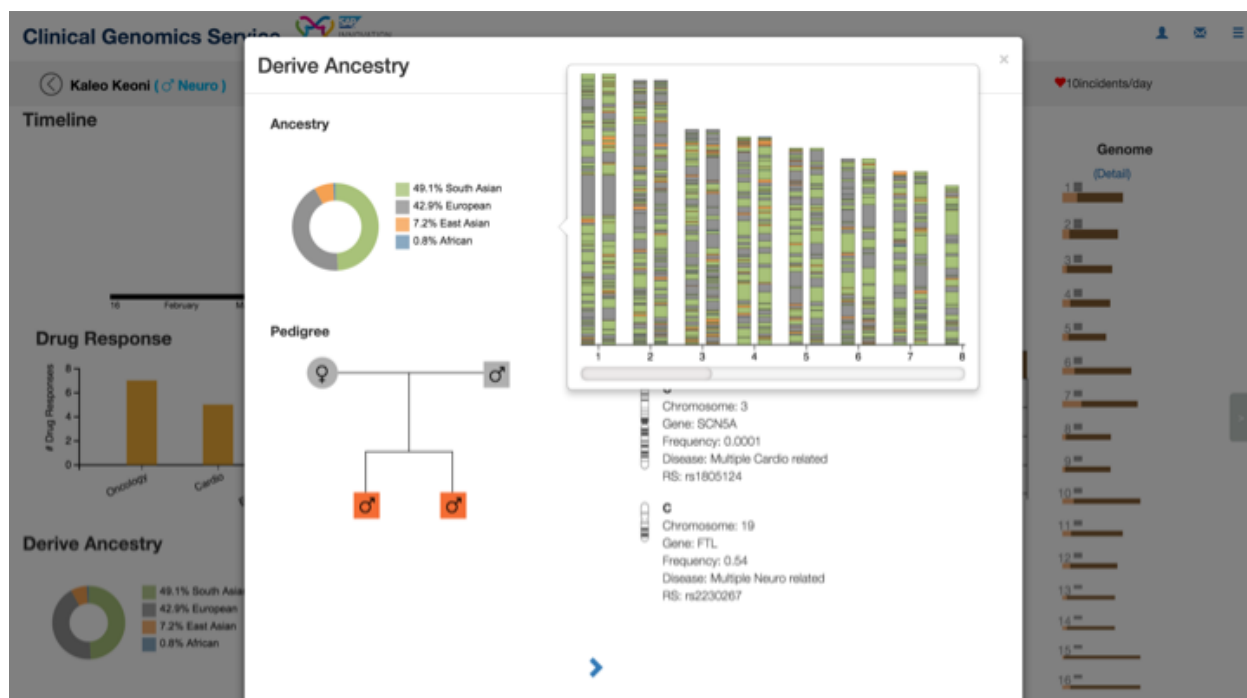 Clinical Genomics Service
SAP
INNOVATION
Kaleo Keoni (♂ Neuro )
♥10incidents/day
Timeline
16 February
Drug Response
# Drug Responses
8
6
4
2
0
Oncology
Cardio
Derive Ancestry
49.1% South Asia
42.9% European
7.2% East Asian
0.8% African
Derive Ancestry
×
Ancestry
49.1% South Asian
42.9% European
7.2% East Asian
0.8% African
Pedigree
1 2 3 4 5 6 7 8
Chromosome: 3
Gene: SCN5A
Frequency: 0.0001
Disease: Multiple Cardio related
RS: rs1805124
C
Chromosome: 19
Gene: FTL
Frequency: 0.54
Disease: Multiple Neuro related
RS: rs2230267
Genome
(Detail)
1
2
3
4
5
6
7
8
9
10
11
12
13
14
15
16